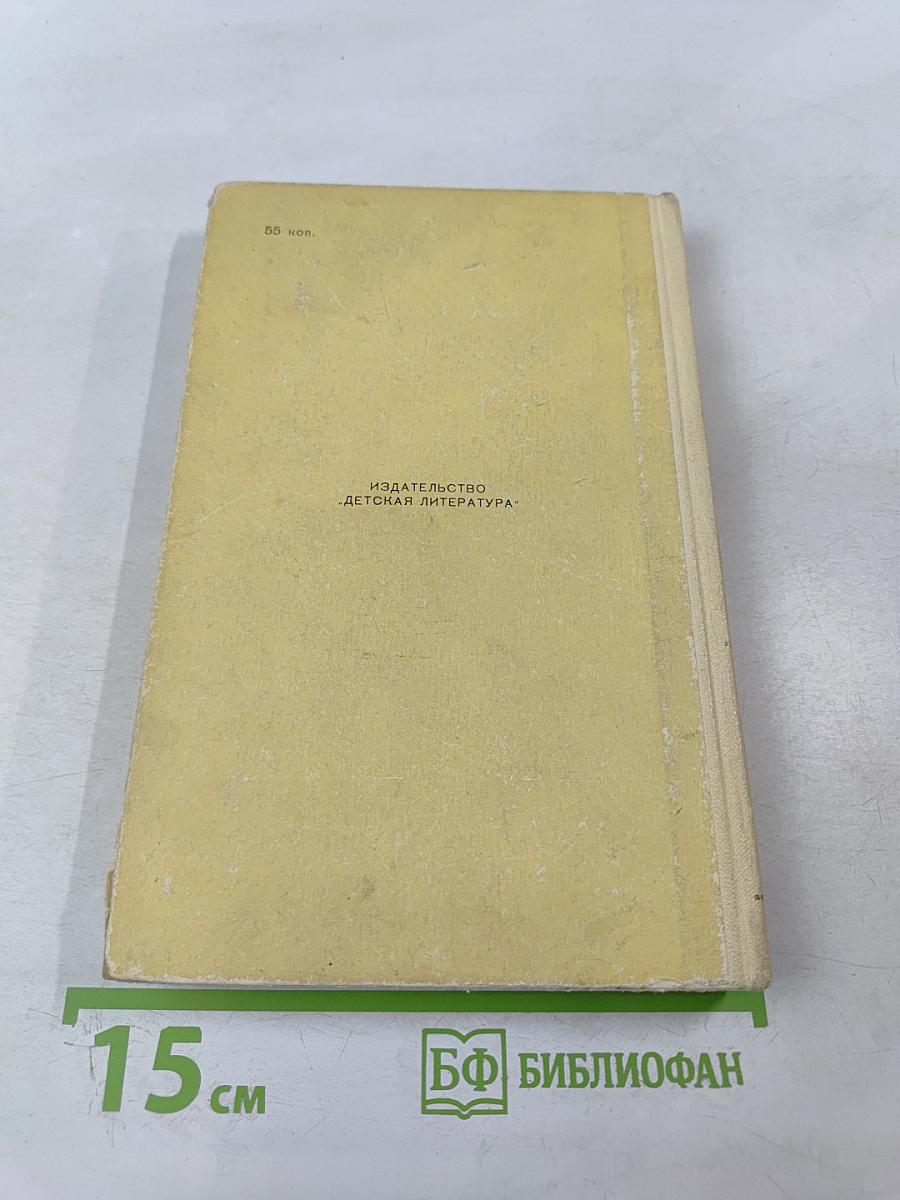 55 коп.
ИЗДАТЕЛЬСТВО
„ДЕТСКАЯ ЛИТЕРАТУРА“
15 см
БФ БИБЛИОФАН